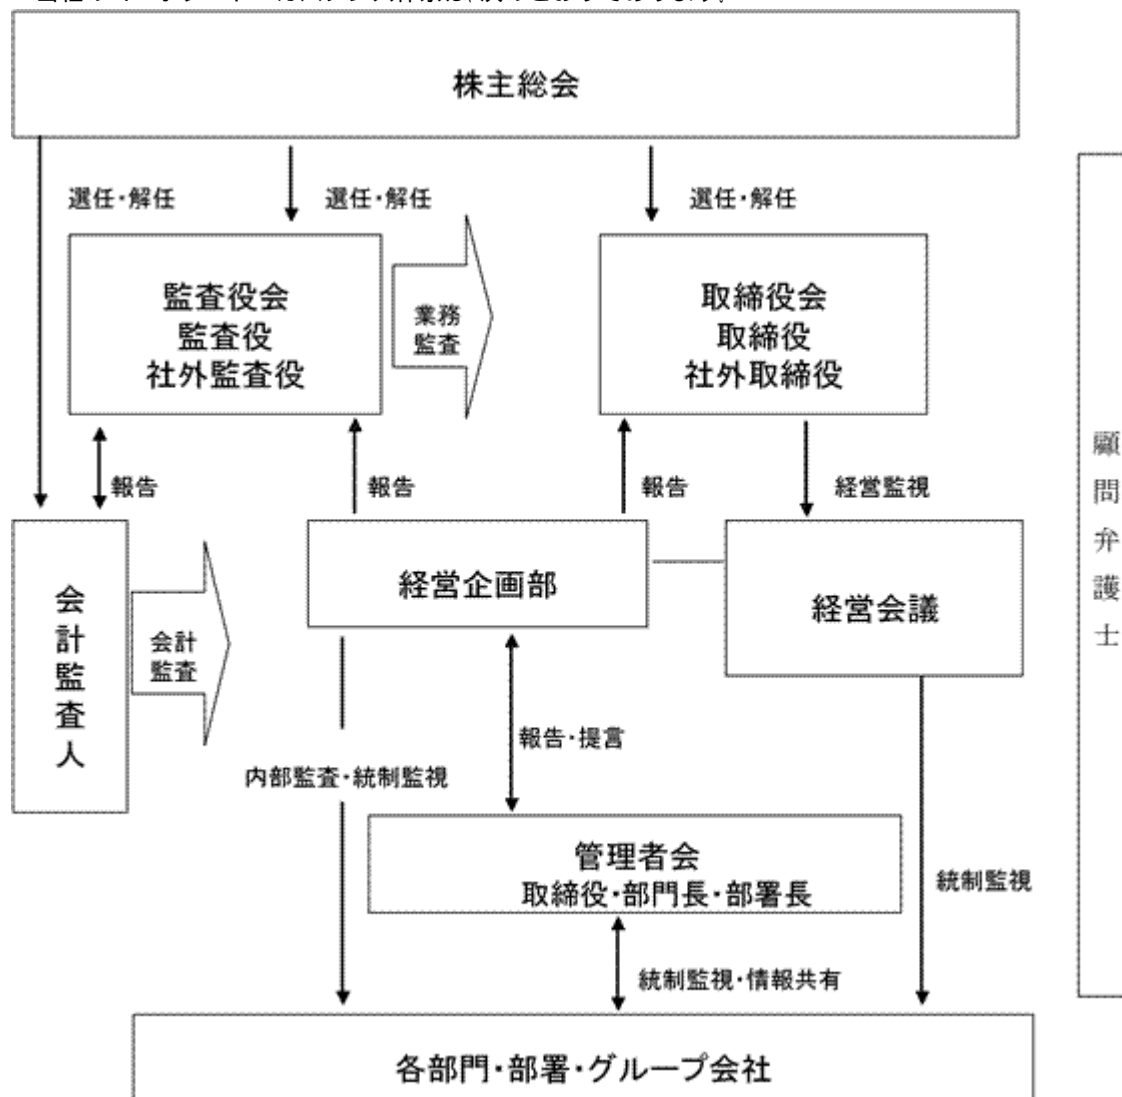 株主総会
選任・解任
選任・解任
選任・解任
監査役会
監査役
社外監査役
業務
監査
取締役会
取締役
社外取締役
報告
報告
報告
経営監視
顧問弁護士
会計監査人
会計
監査
経営企画部
経営会議
報告・提言
内部監査・統制監視
管理者会
取締役・部門長・部署長
統制監視
統制監視・情報共有
各部門・部署・グループ会社